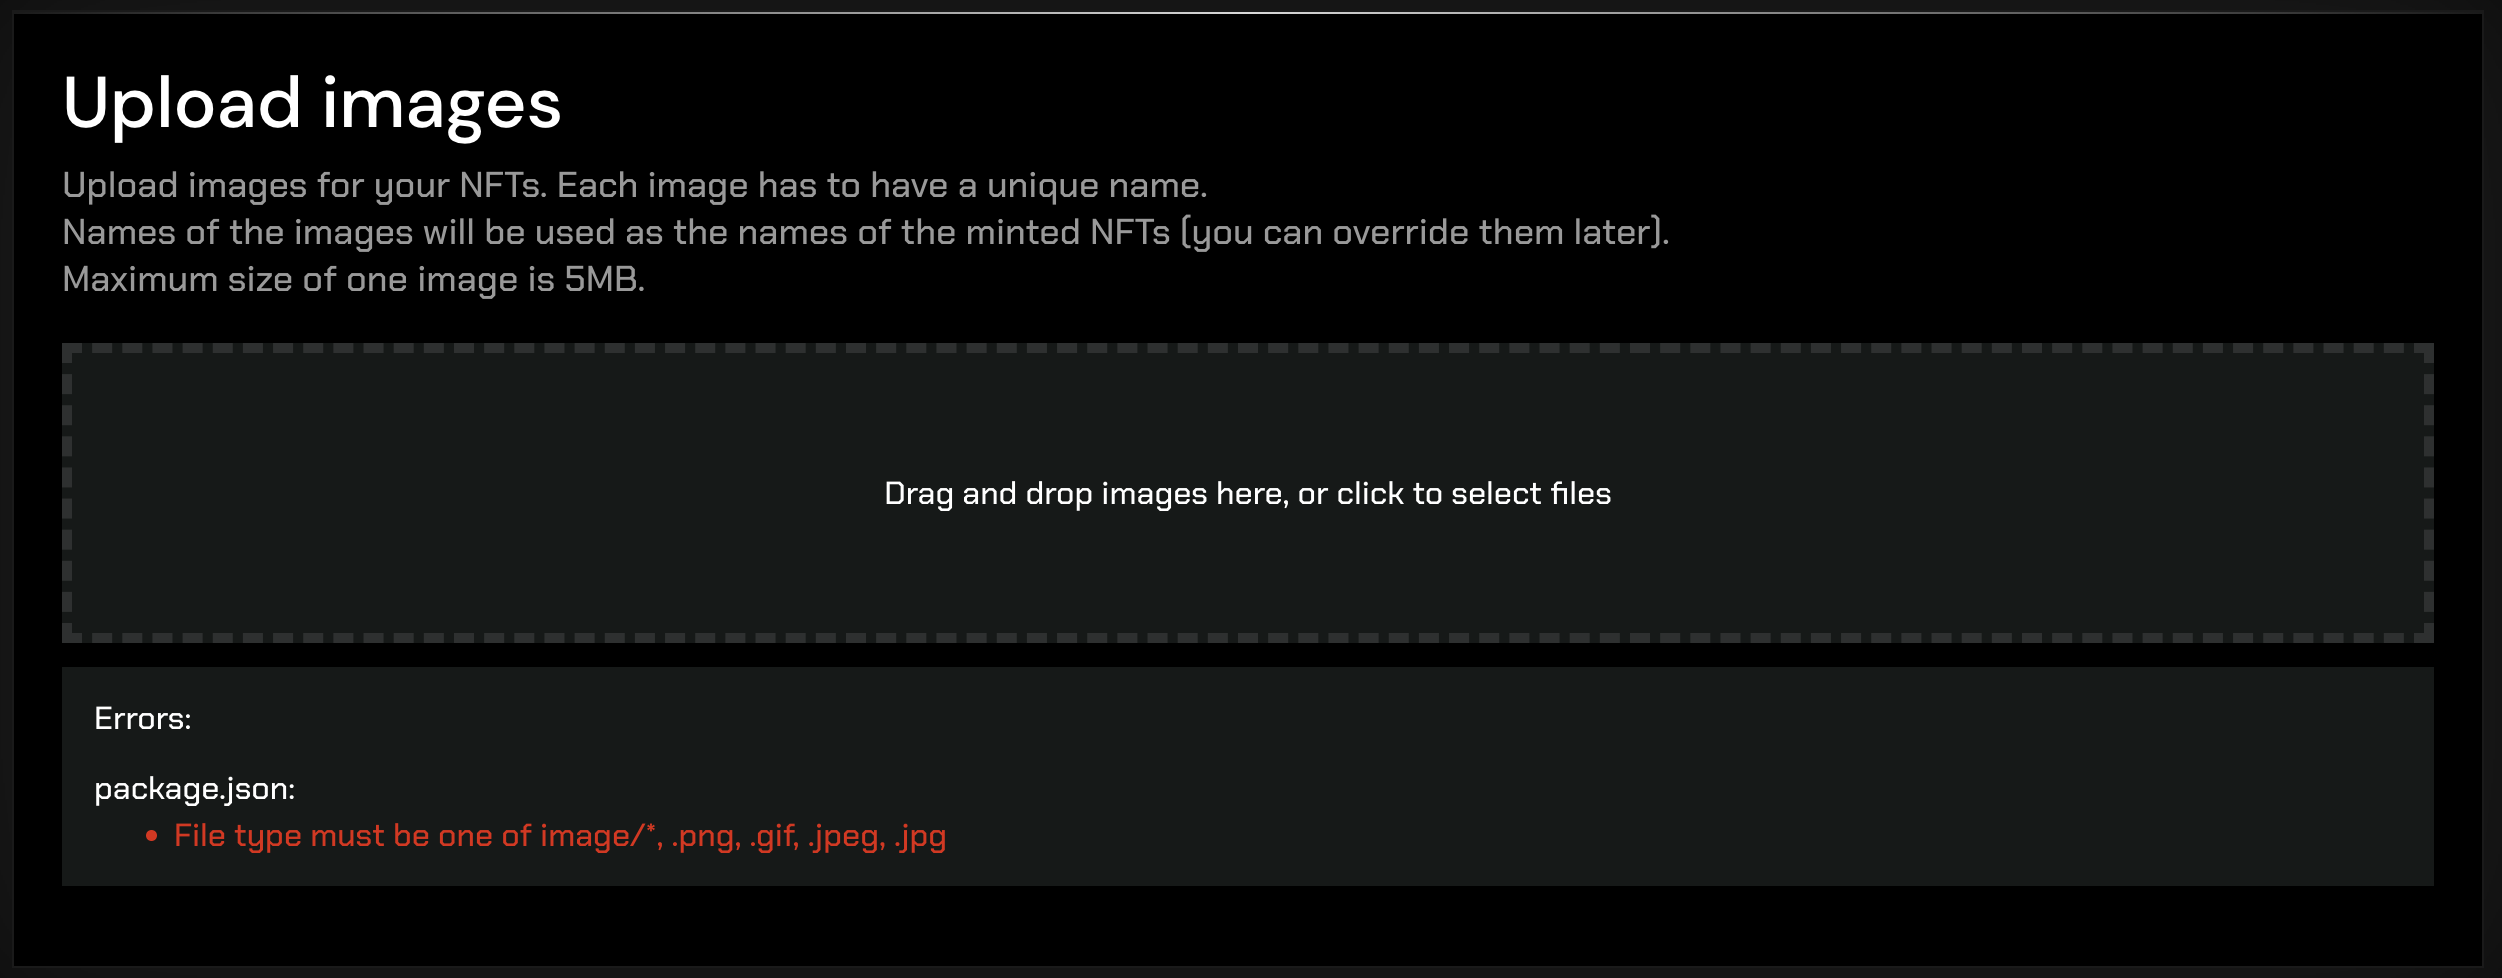 Upload images
Upload images for your NFTs. Each image has to have a unique name.
Names of the images will be used as the names of the minted NFTs (you can override them later).
Maximum size of one image is 5MB.
Drag and drop images here, or click to select files
Errors:
package.json:
• File type must be one of image/*, .png, .gif, .jpeg, .jpg